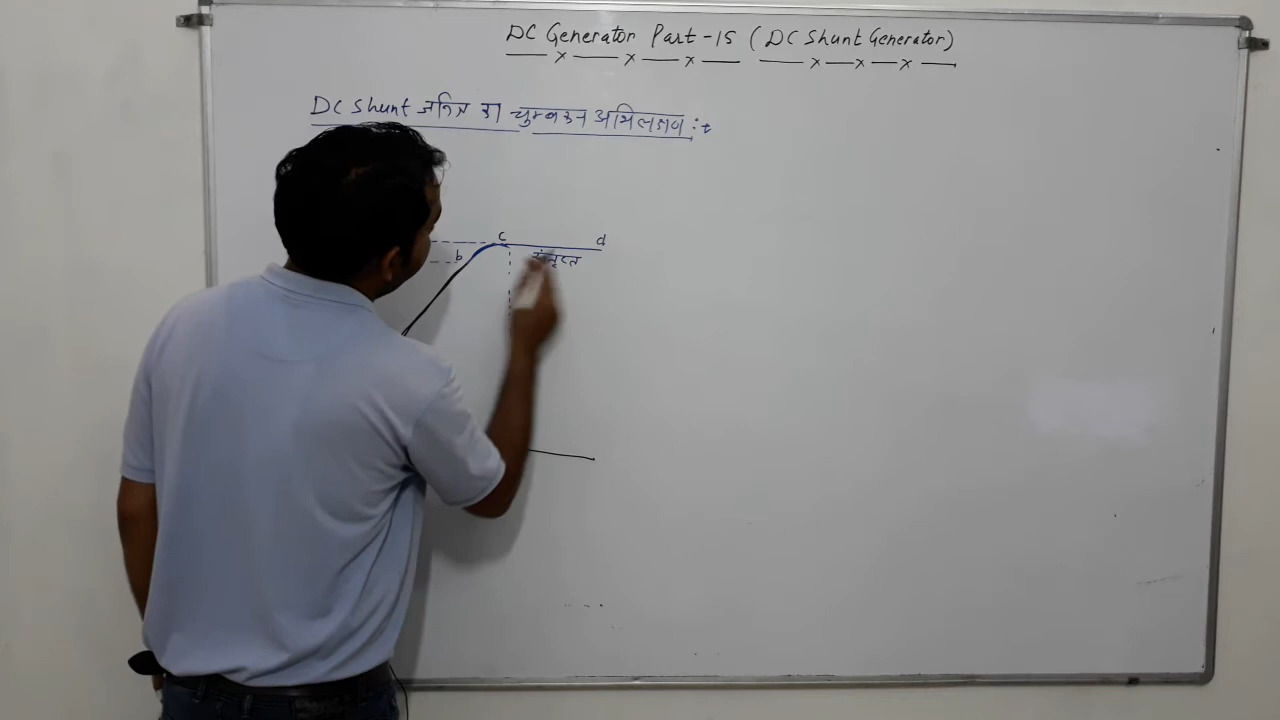 DC Generator Part-15 (DC Shunt Generator)
DC Shunt जनित्र का चुम्बकन अभिलक्षण :-
c d
b संतृप्त